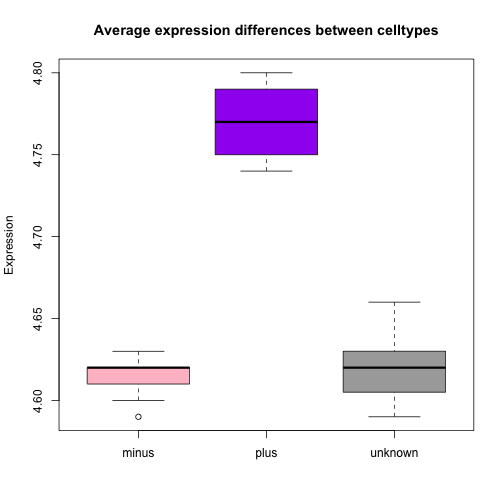 Average expression differences between celltypes
Expression
4.80
4.75
4.70
4.65
4.60
minus plus unknown